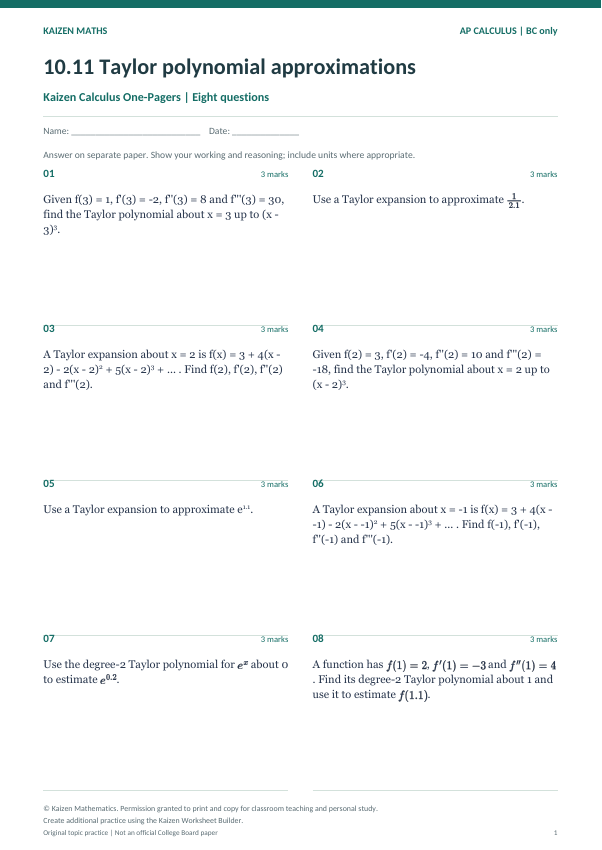 KAIZEN MATHS
AP CALCULUS | BC only
10.11 Taylor polynomial approximations
Kaizen Calculus One-Pagers | Eight questions
Name: ____________________________ Date: ______________
Answer on separate paper. Show your working and reasoning; include units where appropriate.
01 3 marks
Given f(3) = 1, f'(3) = -2, f''(3) = 8 and f'''(3) = 30,
find the Taylor polynomial about x = 3 up to (x -
3)³.
02 3 marks
Use a Taylor expansion to approximate 1/2.1.
03 3 marks
A Taylor expansion about x = 2 is f(x) = 3 + 4(x -
2) - 2(x - 2)² + 5(x - 2)³ + ... . Find f(2), f'(2), f''(2)
and f'''(2).
04 3 marks
Given f(2) = 3, f'(2) = -4, f''(2) = 10 and f'''(2) =
-18, find the Taylor polynomial about x = 2 up to
(x - 2)³.
05 3 marks
Use a Taylor expansion to approximate e¹·¹.
06 3 marks
A Taylor expansion about x = -1 is f(x) = 3 + 4(x -
-1) - 2(x - -1)² + 5(x - -1)³ + ... . Find f(-1), f'(-1),
f''(-1) and f'''(-1).
07 3 marks
Use the degree-2 Taylor polynomial for eˣ about 0
to estimate e⁰·².
08 3 marks
A function has f(1) = 2, f′(1) = −3 and f″(1) = 4
. Find its degree-2 Taylor polynomial about 1 and
use it to estimate f(1.1).
© Kaizen Mathematics. Permission granted to print and copy for classroom teaching and personal study.
Create additional practice using the Kaizen Worksheet Builder.
Original topic practice | Not an official College Board paper
1